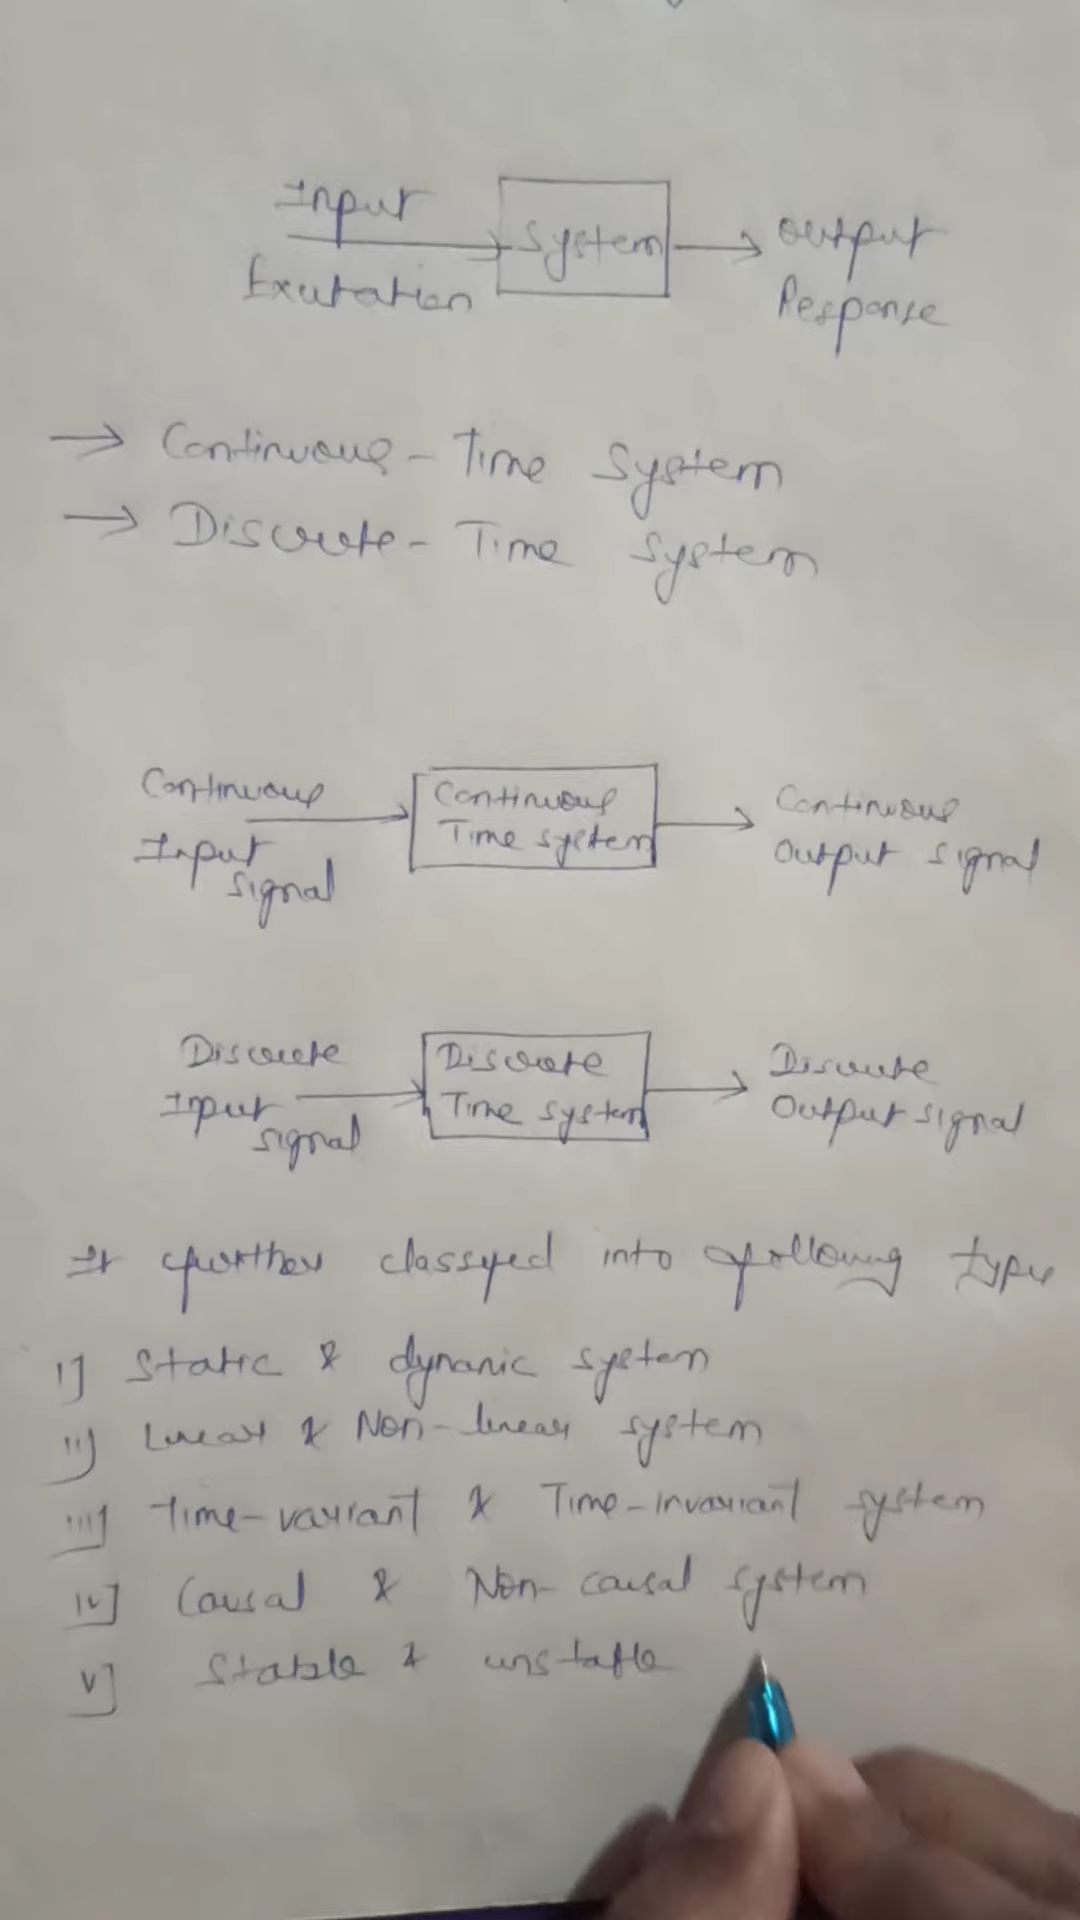 Input
System
Output
Exutation
Response
→ Continuous - Time System
→ Discrete - Time system
Continuous
Input
signal
Continuous
Time system
Continuous
Output signal
Discrete
Input
signal
Discrete
Time system
Discrete
Output signal
It further classyed into following type
i] Static & dynamic system
ii] Linear & Non-linear system
iii] Time-variant & Time-invariant system
iv] Causal & Non-causal system
v] Stable & unstable